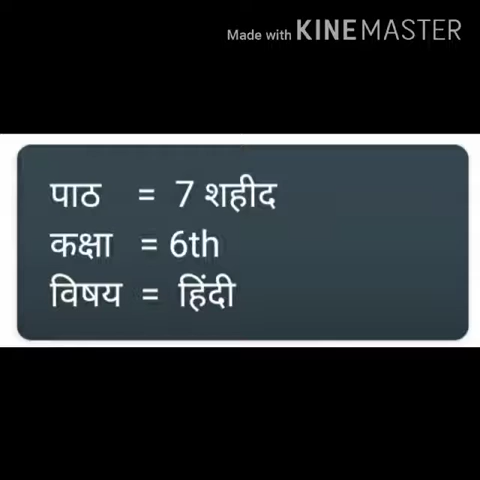 Made with KINEMASTER
पाठ = 7 शहीद
कक्षा = 6th
विषय = हिंदी